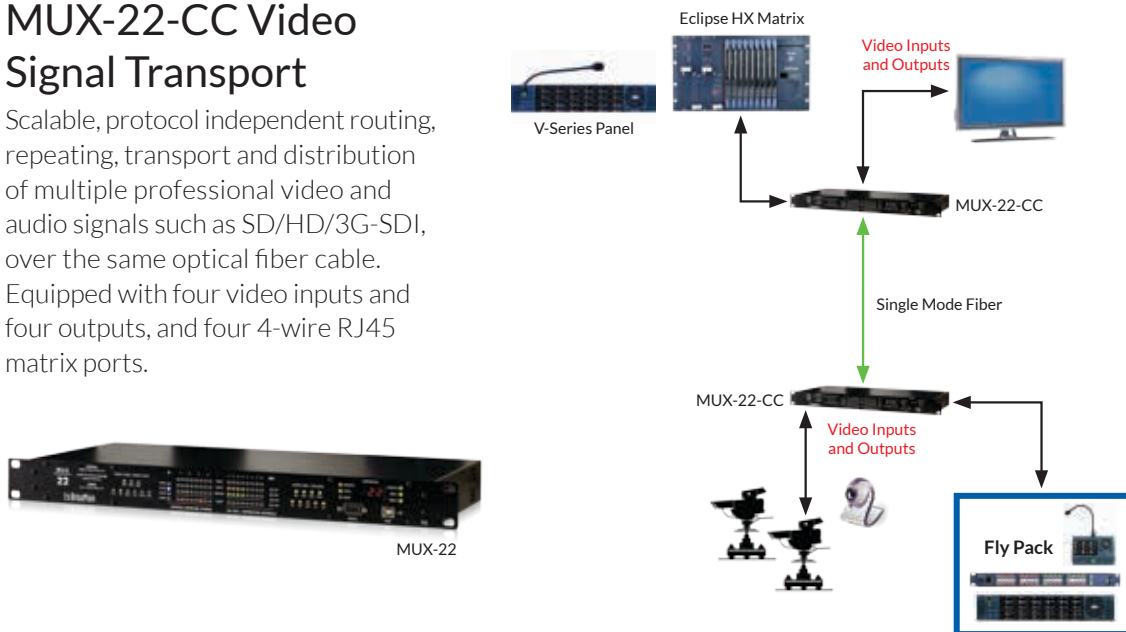 MUX-22-CC Video
Signal Transport
Scalable, protocol independent routing,
repeating, transport and distribution
of multiple professional video and
audio signals such as SD/HD/3G-SDI,
over the same optical fiber cable.
Equipped with four video inputs and
four outputs, and four 4-wire RJ45
matrix ports.
22
MUX-22
Eclipse HX Matrix
V-Series Panel
Video Inputs
and Outputs
MUX-22-CC
Single Mode Fiber
MUX-22-CC
Video Inputs
and Outputs
Fly Pack